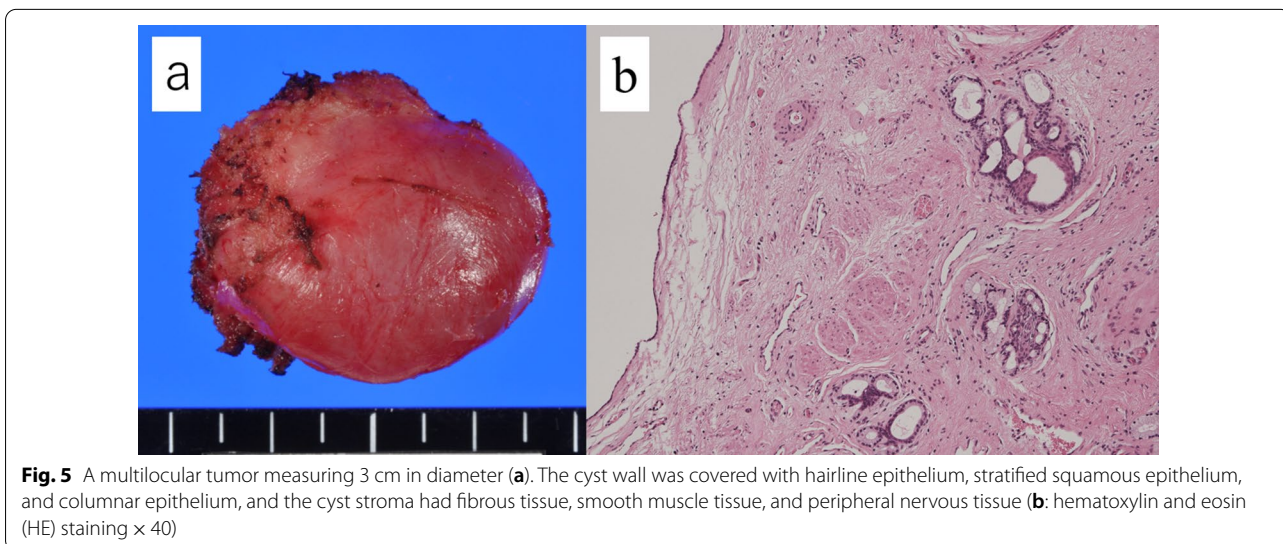 a
b
Fig. 5 A multilocular tumor measuring 3 cm in diameter (a). The cyst wall was covered with hairline epithelium, stratified squamous epithelium,
and columnar epithelium, and the cyst stroma had fibrous tissue, smooth muscle tissue, and peripheral nervous tissue (b: hematoxylin and eosin
(HE) staining × 40)